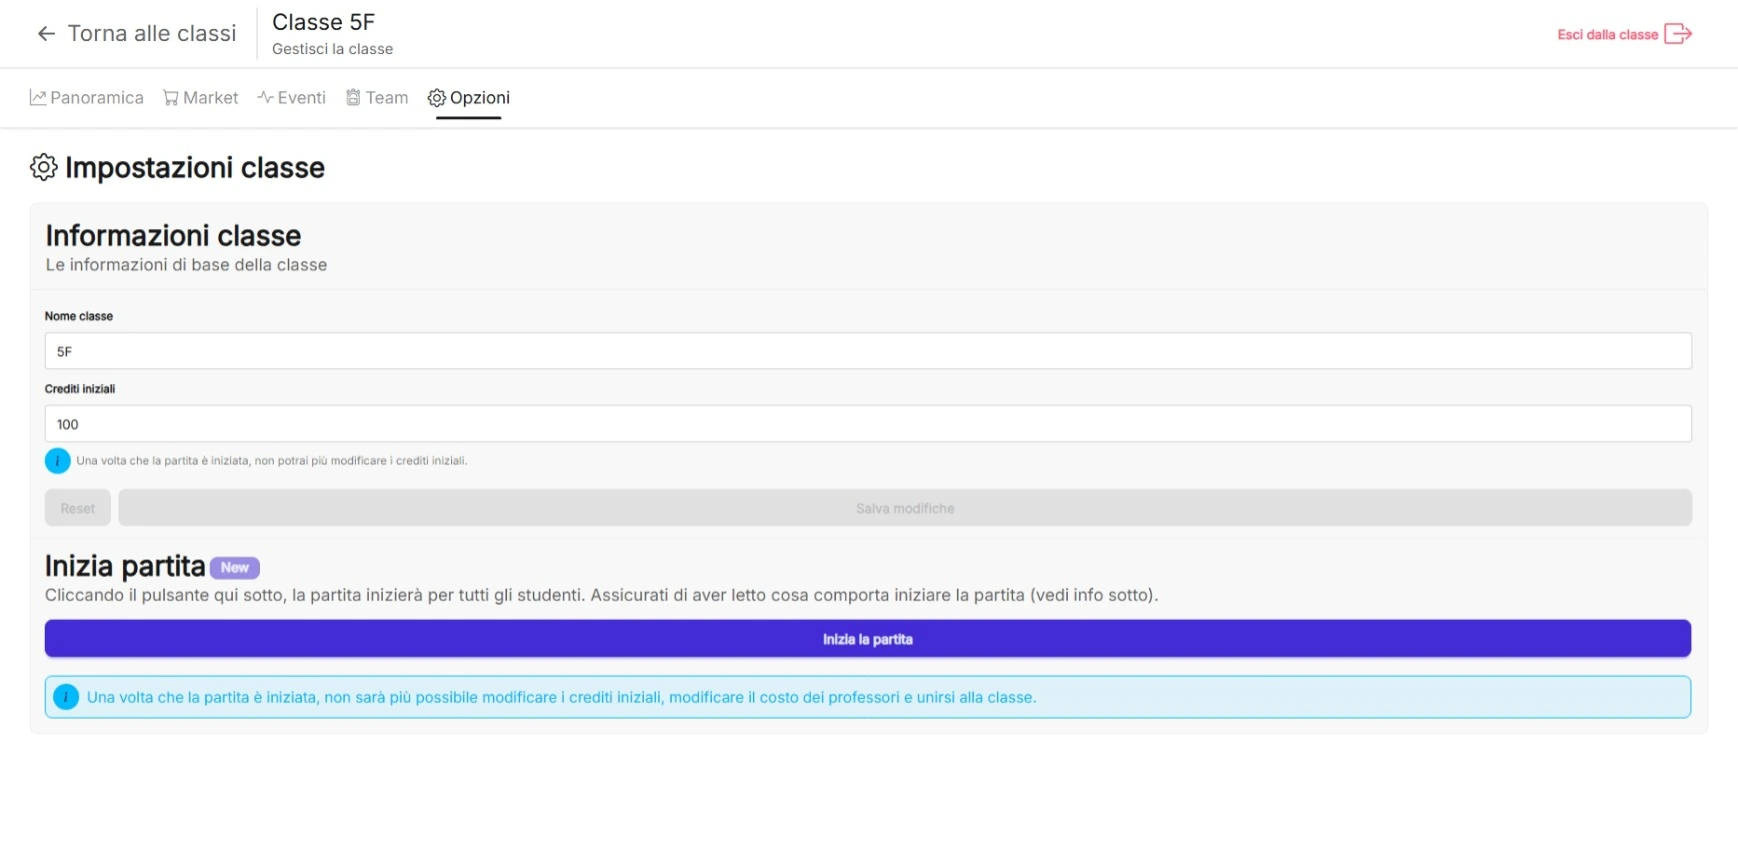 Torna alle classi
Classe 5F
Gestisci la classe
Esci dalla classe
Panoramica Market Eventi Team Opzioni
Impostazioni classe
Informazioni classe
Le informazioni di base della classe
Nome classe
5F
Crediti iniziali
100
i Una volta che la partita è iniziata, non potrai più modificare i crediti iniziali.
Reset Salva modifiche
Inizia partita New
Cliccando il pulsante qui sotto, la partita inizierà per tutti gli studenti. Assicurati di aver letto cosa comporta iniziare la partita (vedi info sotto).
Inizia la partita
i Una volta che la partita è iniziata, non sarà più possibile modificare i crediti iniziali, modificare il costo dei professori e unirsi alla classe.